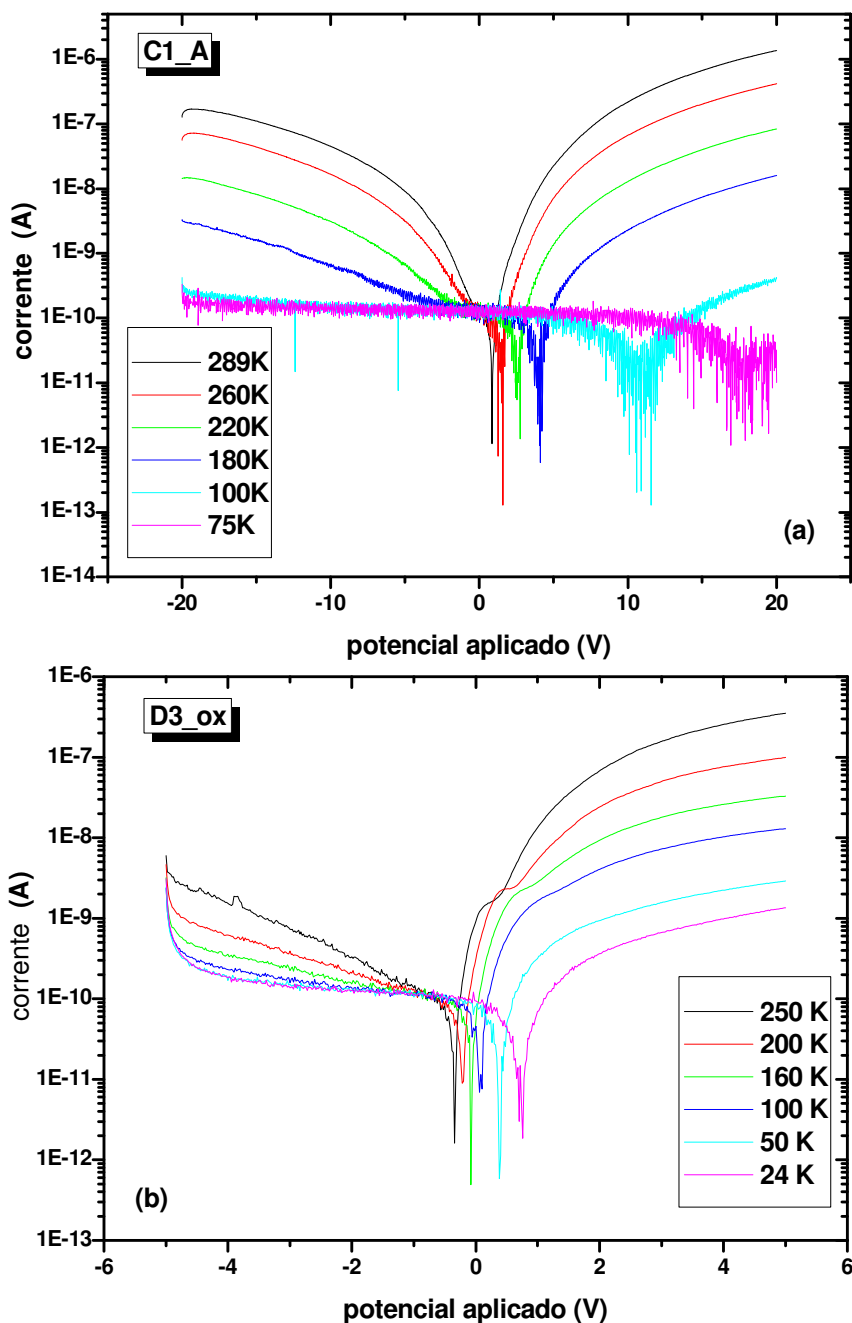 C1_A
1E-6
1E-7
1E-8
1E-9
1E-10
1E-11
1E-12
1E-13
1E-14
corrente (A)
289K
260K
220K
180K
100K
75K
(a)
-20
-10
0
10
20
potencial aplicado (V)
D3_ox
1E-6
1E-7
1E-8
1E-9
1E-10
1E-11
1E-12
1E-13
corrente (A)
250 K
200 K
160 K
100 K
50 K
24 K
(b)
-6
-4
-2
0
2
4
6
potencial aplicado (V)